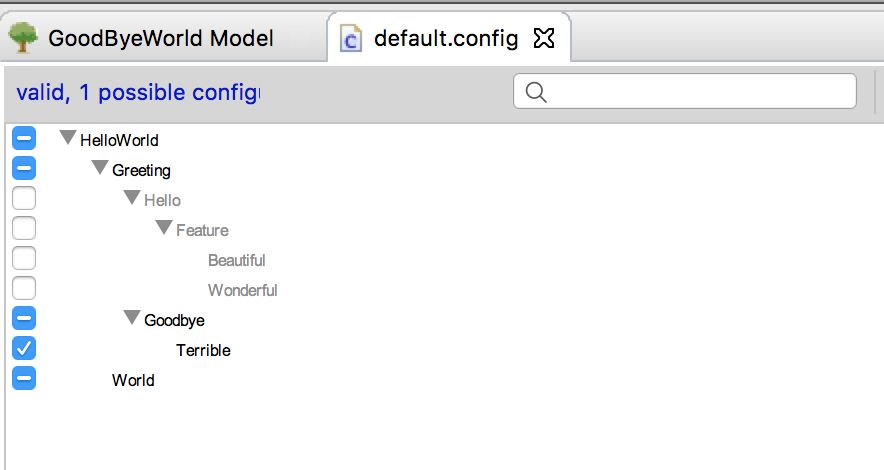 GoodByeWorld Model
default.config
valid, 1 possible config
HelloWorld
Greeting
Hello
Feature
Beautiful
Wonderful
Goodbye
Terrible
World